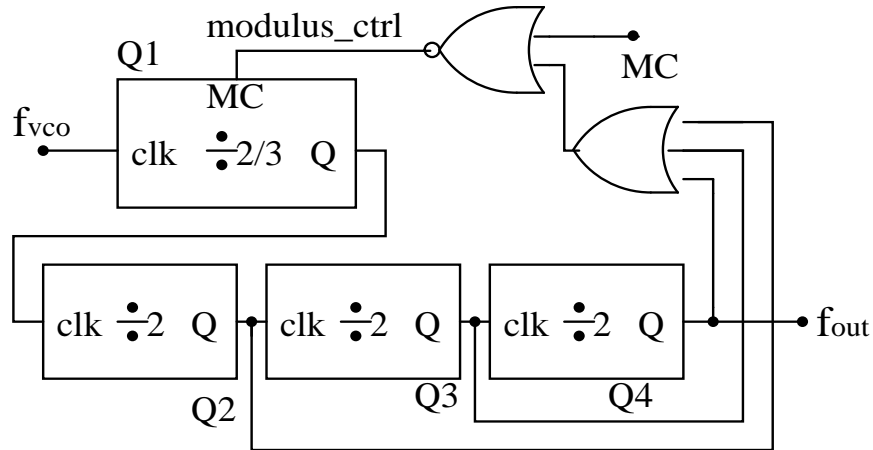 modulus_ctrl
Q1
MC
MC
fvco
clk ÷2/3 Q
clk ÷2 Q
clk ÷2 Q
clk ÷2 Q
fout
Q2
Q3
Q4